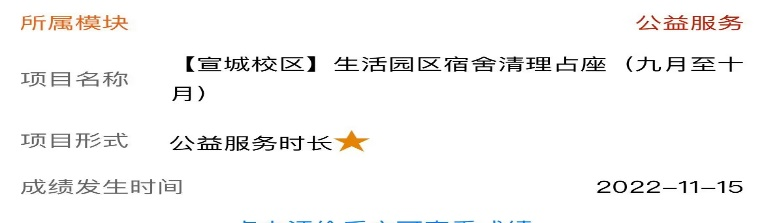 所属模块 公益服务
项目名称 【宣城校区】生活园区宿舍清理占座（九月至十
月）
项目形式 公益服务时长★
成绩发生时间 2022-11-15